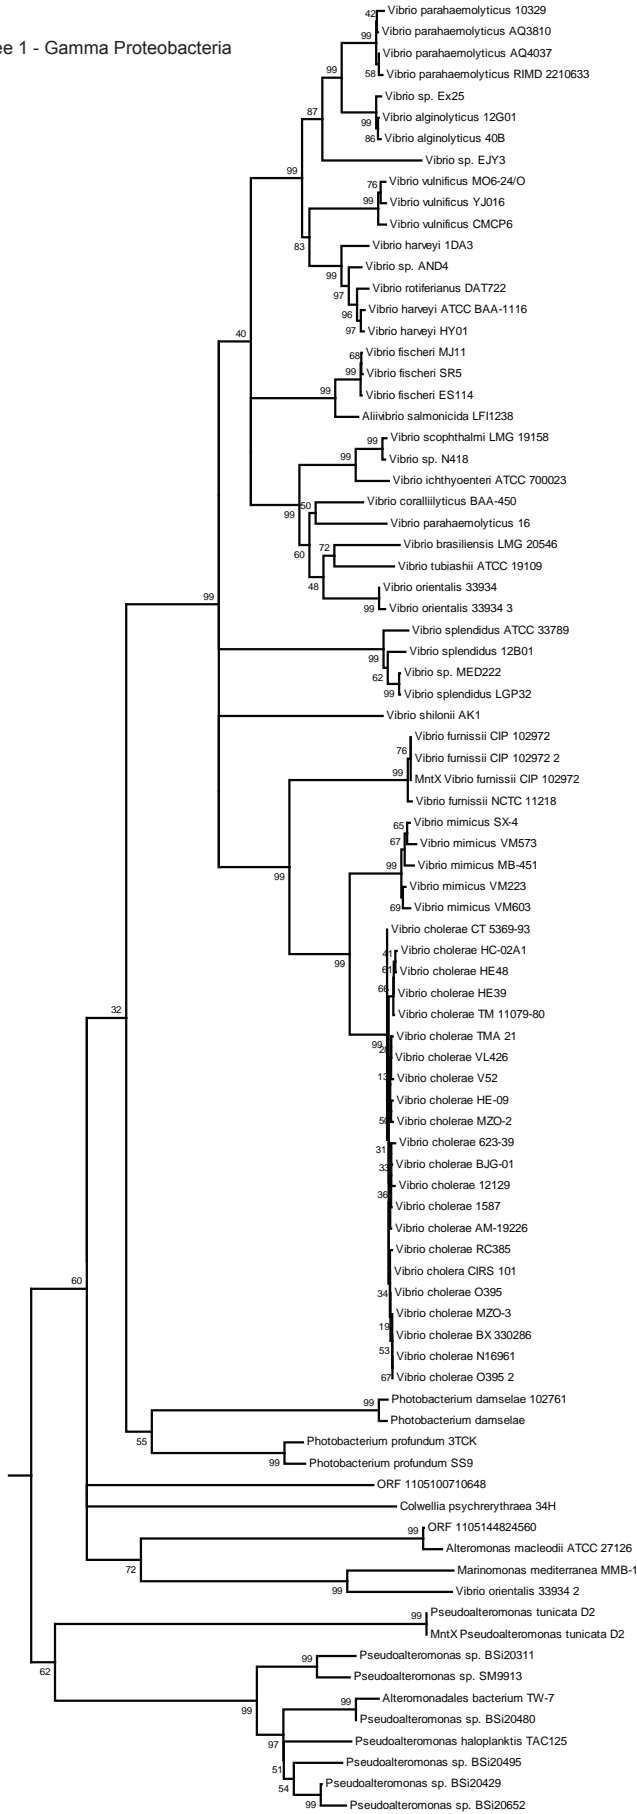 42
Vibrio parahaemolyticus 10329
99
Vibrio parahaemolyticus AQ3810
ee 1 - Gamma Proteobacteria
Vibrio parahaemolyticus AQ4037
99
58
Vibrio parahaemolyticus RIMD 2210633
Vibrio sp. Ex25
87
99
Vibrio alginolyticus 12G01
86
Vibrio alginolyticus 40B
Vibrio sp. EJY3
99
76
Vibrio vulnificus MO6-24/O
99
Vibrio vulnificus YJ016
Vibrio vulnificus CMCP6
83
Vibrio harveyi 1DA3
99
Vibrio sp. AND4
97
Vibrio rotiferianus DAT722
96
Vibrio harveyi ATCC BAA-1116
97
Vibrio harveyi HY01
40
68
Vibrio fischeri MJ11
99
Vibrio fischeri SR5
99
Vibrio fischeri ES114
Aliivibrio salmonicida LFI1238
99
Vibrio scophthalmi LMG 19158
99
Vibrio sp. N418
Vibrio ichthyoenteri ATCC 700023
50
Vibrio coralliilyticus BAA-450
99
Vibrio parahaemolyticus 16
60
72
Vibrio brasiliensis LMG 20546
Vibrio tubiashii ATCC 19109
48
Vibrio orientalis 33934
99
99
Vibrio orientalis 33934 3
Vibrio splendidus ATCC 33789
99
Vibrio splendidus 12B01
62
Vibrio sp. MED222
99
Vibrio splendidus LGP32
Vibrio shilonii AK1
Vibrio furnissii CIP 102972
76
Vibrio furnissii CIP 102972 2
99
MntX Vibrio furnissii CIP 102972
Vibrio furnissii NCTC 11218
65
Vibrio mimicus SX-4
67
Vibrio mimicus VM573
99
99
Vibrio mimicus MB-451
Vibrio mimicus VM223
69
Vibrio mimicus VM603
Vibrio cholerae CT 5369-93
99
41
Vibrio cholerae HC-02A1
61
Vibrio cholerae HE48
66
Vibrio cholerae HE39
32
Vibrio cholerae TM 11079-80
Vibrio cholerae TMA 21
99
Vibrio cholerae VL426
13
Vibrio cholerae V52
Vibrio cholerae HE-09
50
Vibrio cholerae MZO-2
Vibrio cholerae 623-39
31
33
Vibrio cholerae BJG-01
Vibrio cholerae 12129
36
Vibrio cholerae 1587
Vibrio cholerae AM-19226
Vibrio cholerae RC385
Vibrio cholera CIRS 101
60
34
Vibrio cholerae O395
Vibrio cholerae MZO-3
19
Vibrio cholerae BX 330286
53
Vibrio cholerae N16961
67
Vibrio cholerae O395 2
99
Photobacterium damselae 102761
Photobacterium damselae
55
Photobacterium profundum 3TCK
99
Photobacterium profundum SS9
ORF 1105100710648
Colwellia psychrerythraea 34H
99
ORF 1105144824560
Alteromonas macleodii ATCC 27126
72
Marinomonas mediterranea MMB-1
99
Vibrio orientalis 33934 2
99
Pseudoalteromonas tunicata D2
MntX Pseudoalteromonas tunicata D2
62
99
Pseudoalteromonas sp. BSi20311
Pseudoalteromonas sp. SM9913
99
99
Alteromonadales bacterium TW-7
Pseudoalteromonas sp. BSi20480
97
Pseudoalteromonas haloplanktis TAC125
51
Pseudoalteromonas sp. BSi20495
54
Pseudoalteromonas sp. BSi20429
99
Pseudoalteromonas sp. BSi20652